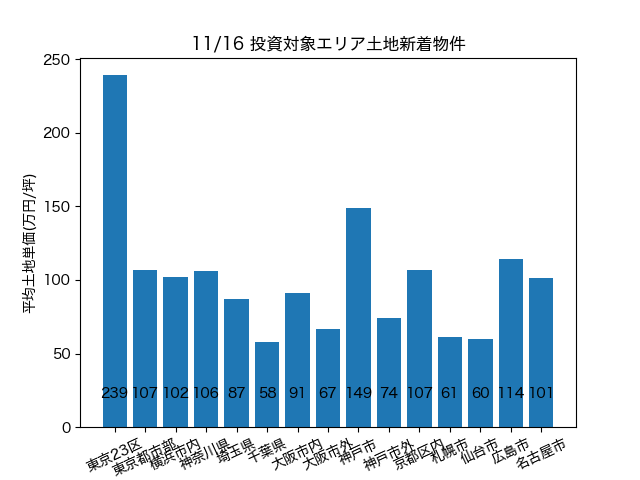 11/16 投資対象エリア土地新着物件
平均土地単価(万円/坪)
250
200
150
100
50
0
239 107 102 106 87 58 91 67 149 74 107 61 60 114 101
東京23区
東京都市部
横浜市内
神奈川県
埼玉県
千葉県
大阪市内
大阪市外
神戸市
神戸市外
京都区内
札幌市
仙台市
広島市
名古屋市